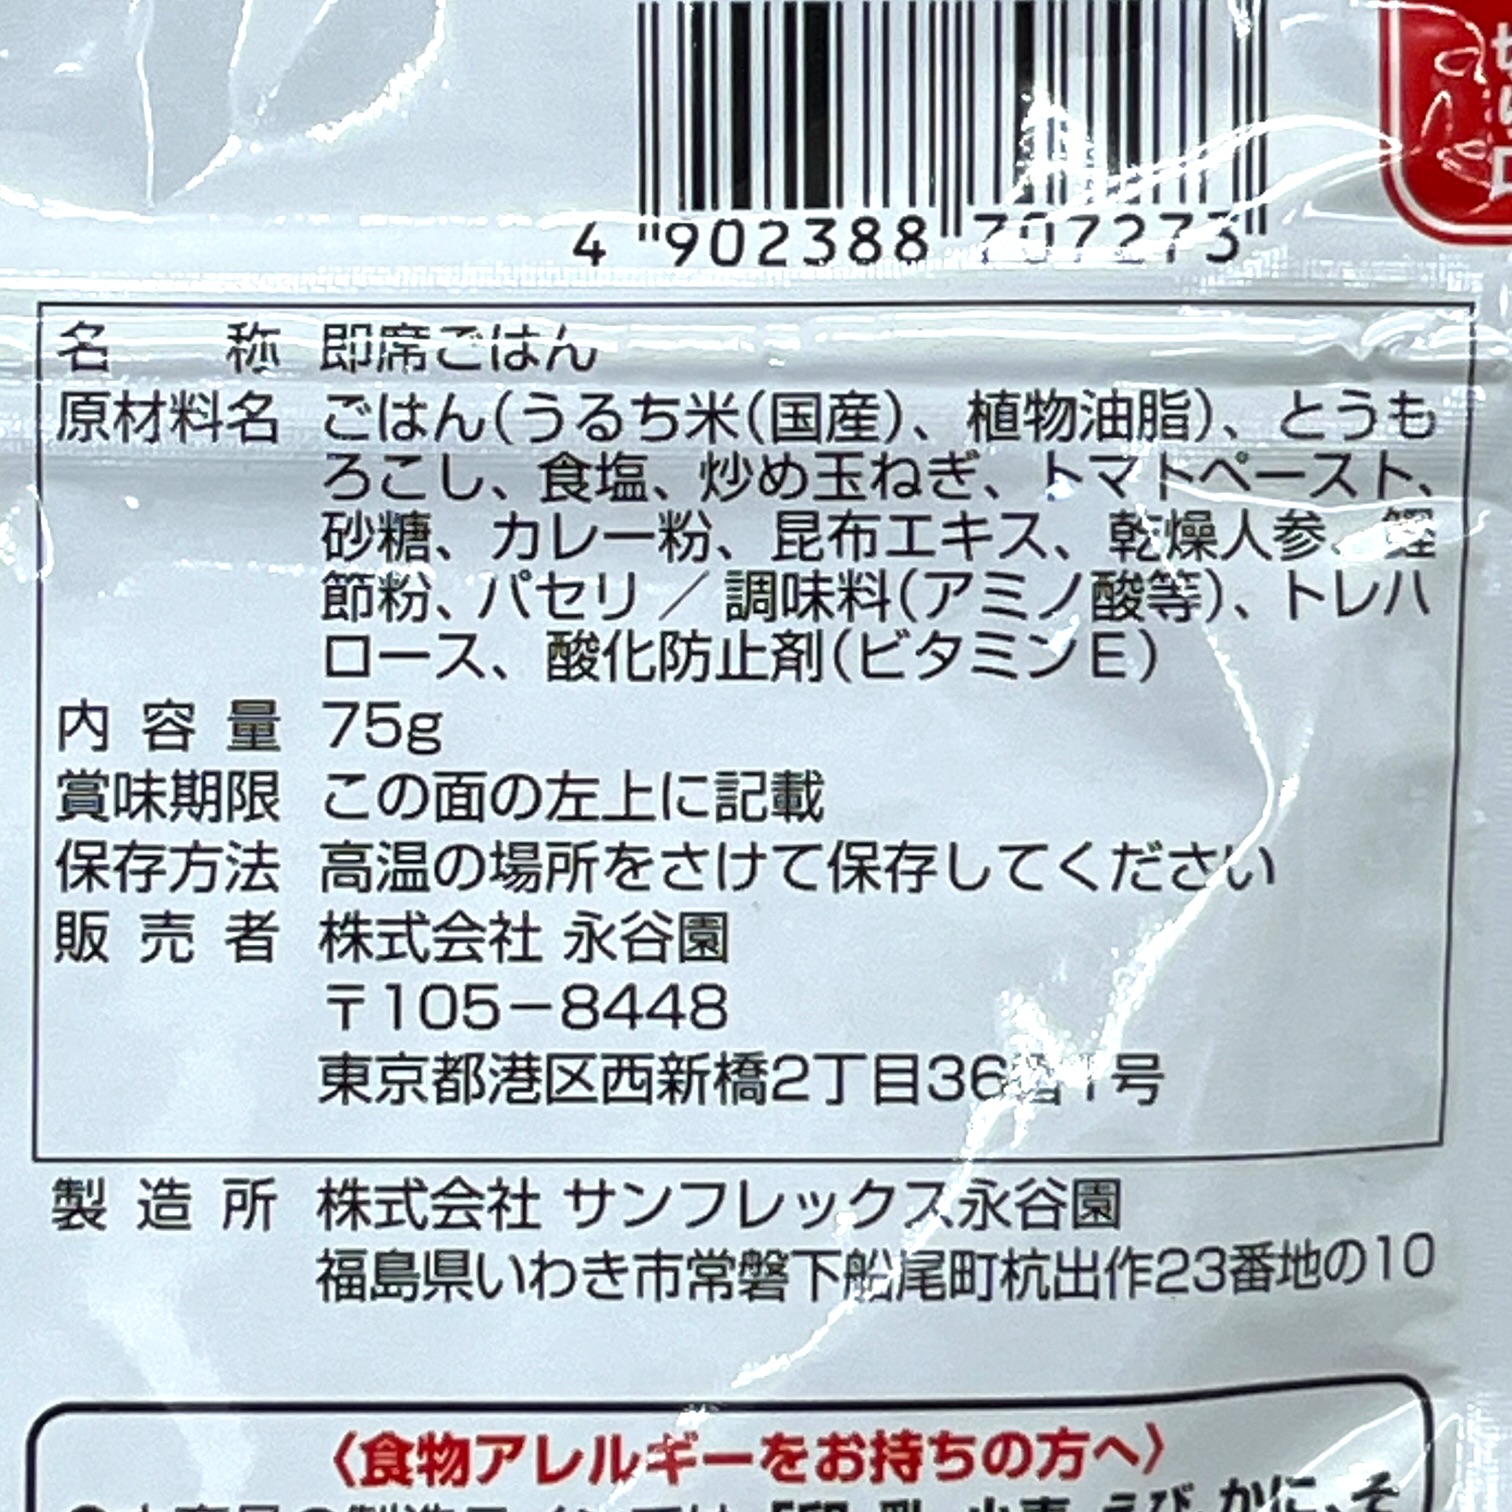 4 902388 707273
名称 即席ごはん
原材料名 ごはん(うるち米(国産)、植物油脂)、とうも
ろこし、食塩、炒め玉ねぎ、トマトペースト、
砂糖、カレー粉、昆布エキス、乾燥人参、鰹
節粉、パセリ/調味料(アミノ酸等)、トレハ
ロース、酸化防止剤(ビタミンE)
内容量 75g
賞味期限 この面の左上に記載
保存方法 高温の場所をさけて保存してください
販売者 株式会社 永谷園
〒105-8448
東京都港区西新橋2丁目36番1号
製造所 株式会社 サンフレックス永谷園
福島県いわき市常磐下船尾町杭出作23番地の10
〈食物アレルギーをお持ちの方へ〉